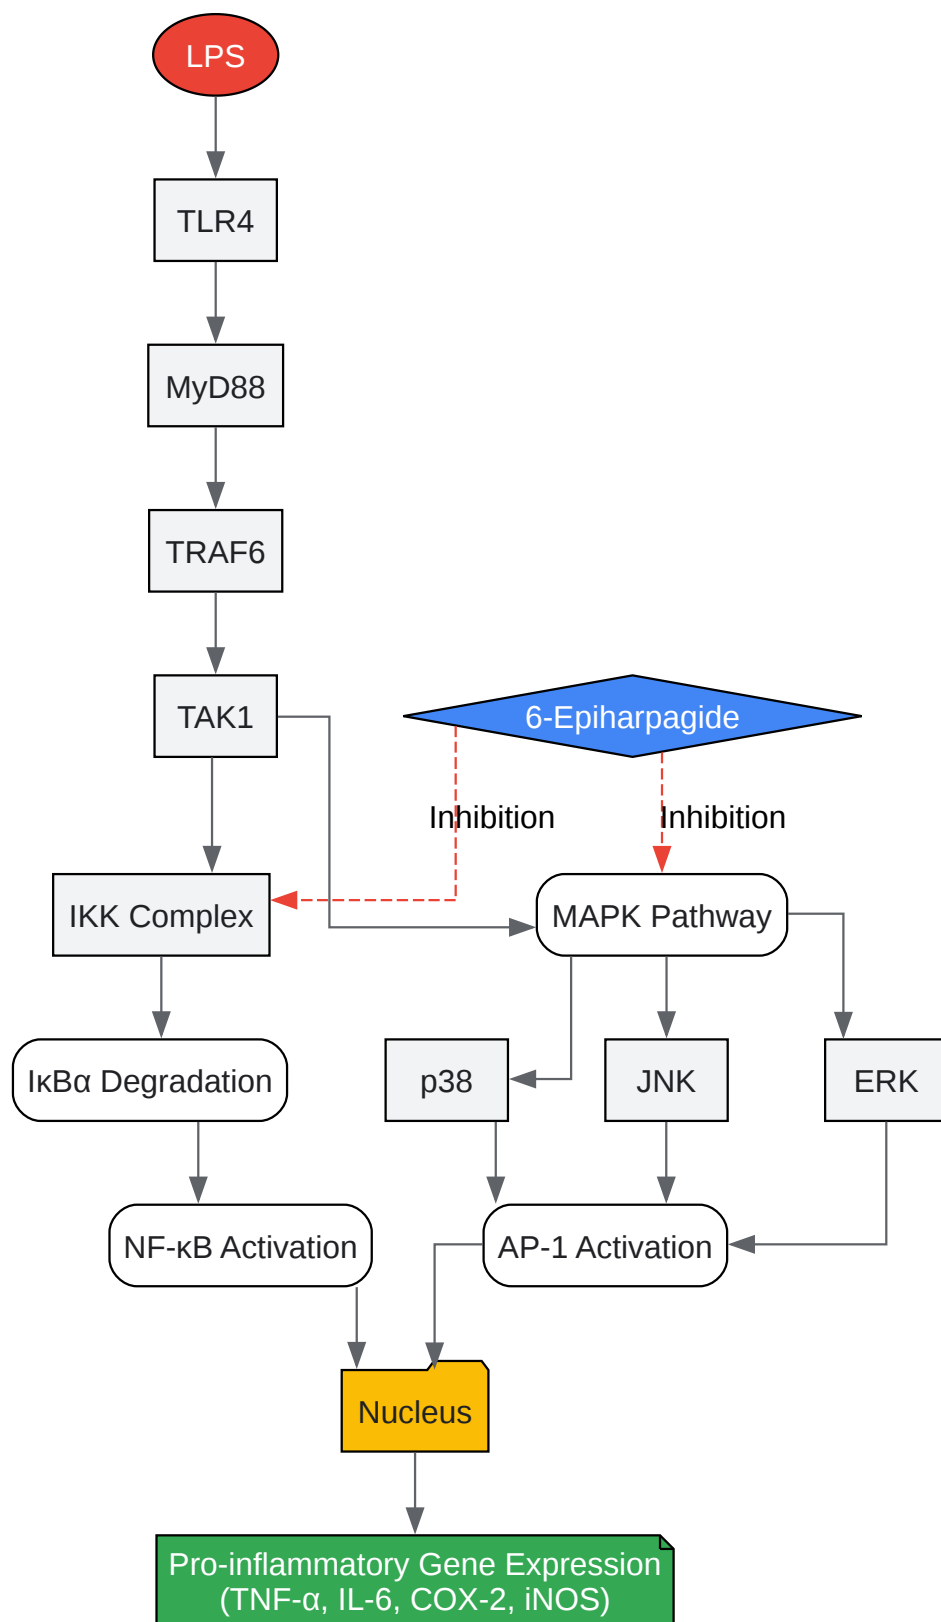 LPS
TLR4
MyD88
TRAF6
TAK1
6-Epiharpagide
Inhibition
Inhibition
IKK Complex
MAPK Pathway
IκBα Degradation
p38
JNK
ERK
NF-κB Activation
AP-1 Activation
Nucleus
Pro-inflammatory Gene Expression
(TNF-α, IL-6, COX-2, iNOS)